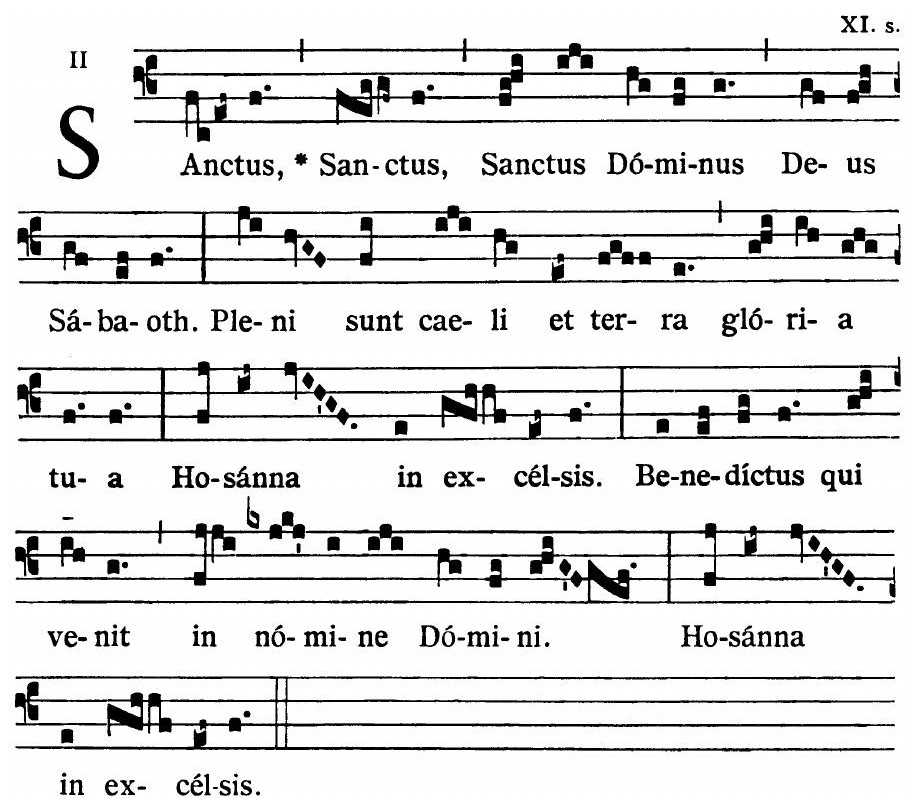 XI. s.
II
SAnctus, * San-ctus, Sanctus Dó-mi-nus De- us
Sá-ba-oth. Ple- ni sunt cae- li et ter- ra gló- ri- a
tu- a Ho-sánna in ex- cél-sis. Be-ne-díctus qui
ve-nit in nó-mi-ne Dó-mi-ni. Ho-sánna
in ex- cél-sis.